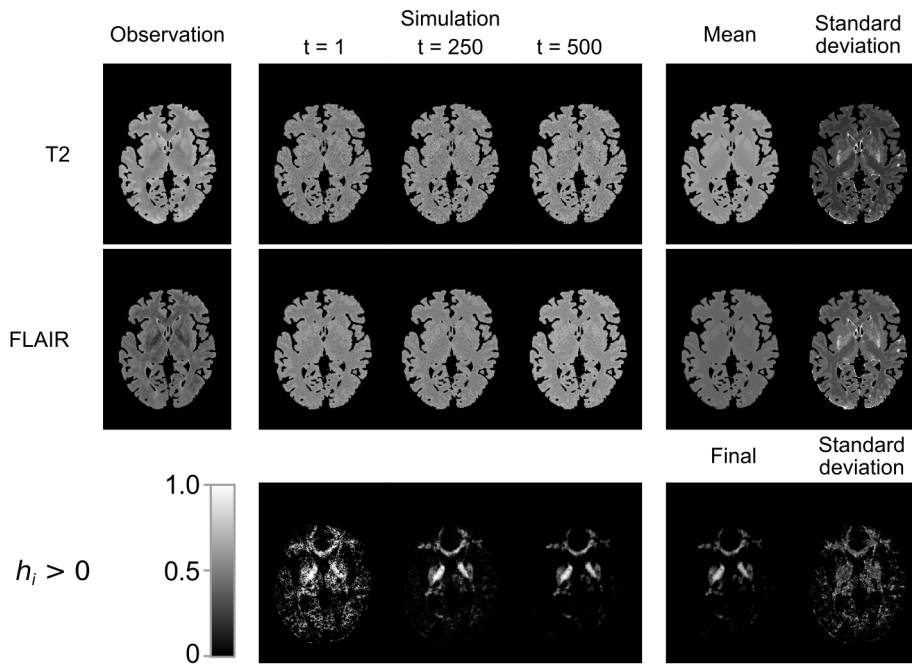 Simulation
Observation
t = 1 t = 250 t = 500
Mean
Standard
deviation
T2
FLAIR
Final
Standard
deviation
h_i > 0
1.0
0.5
0